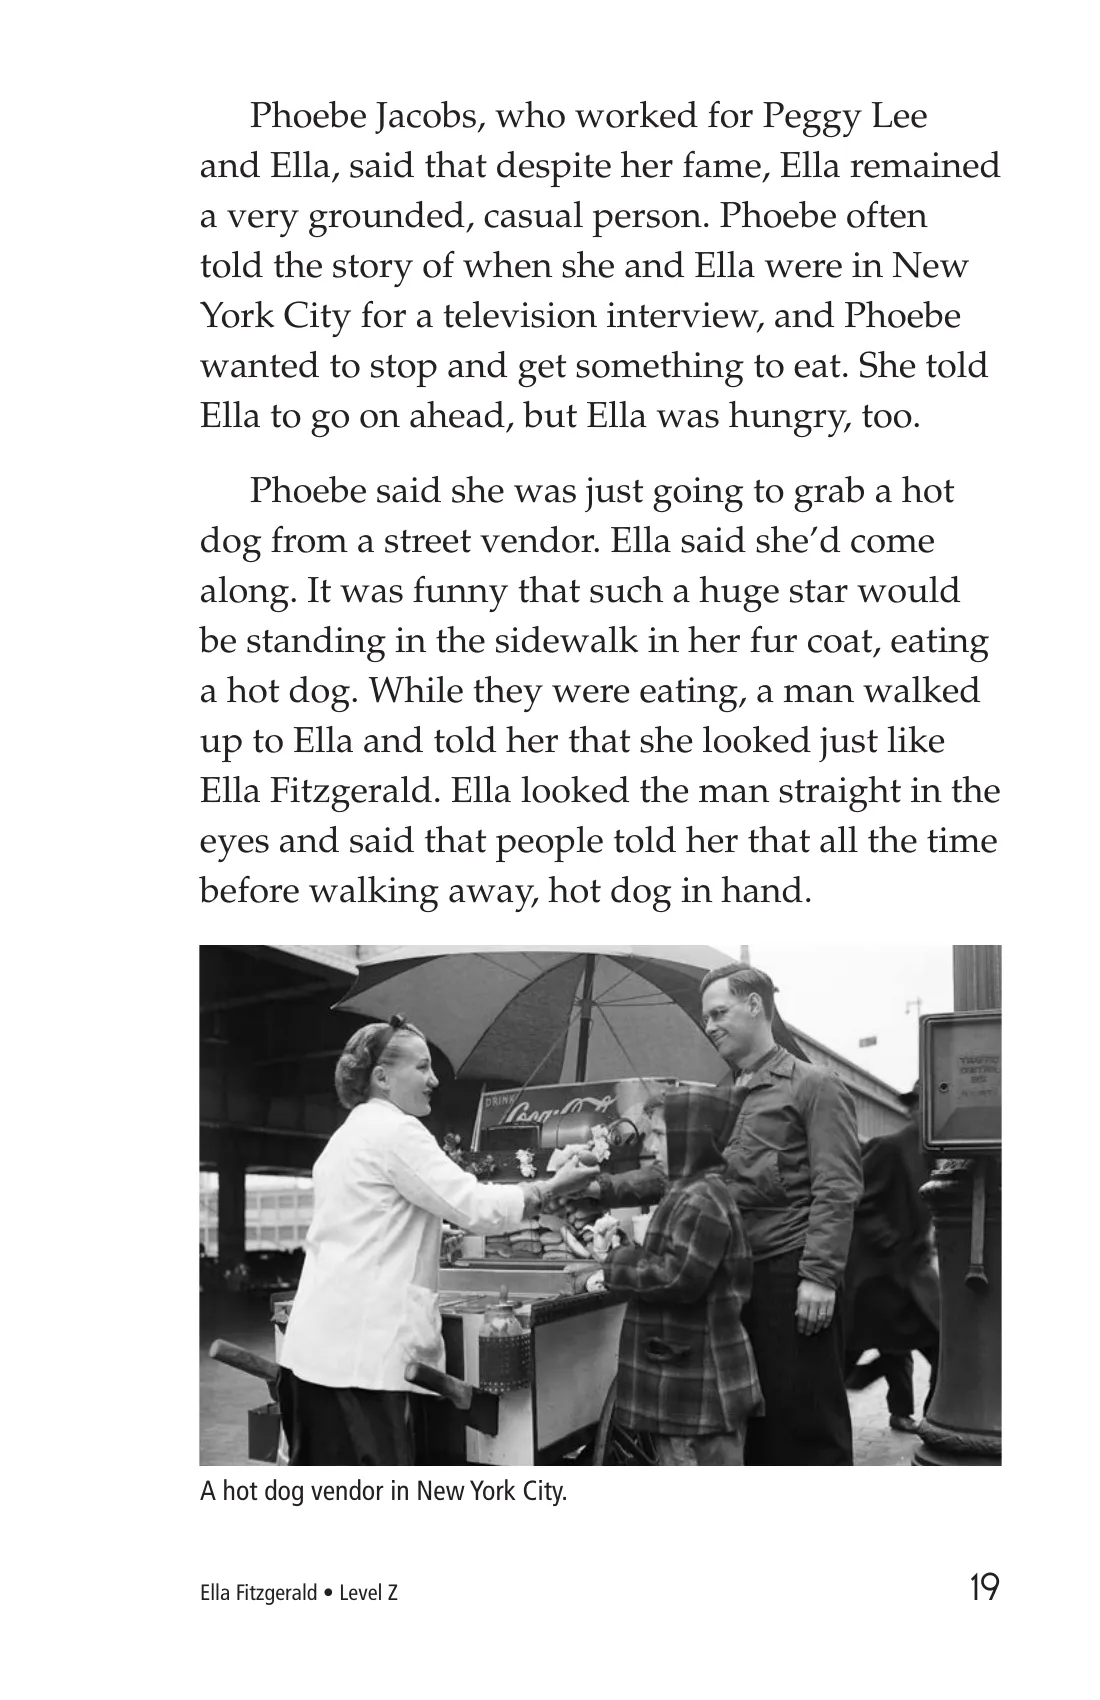 Phoebe Jacobs, who worked for Peggy Lee
and Ella, said that despite her fame, Ella remained
a very grounded, casual person. Phoebe often
told the story of when she and Ella were in New
York City for a television interview, and Phoebe
wanted to stop and get something to eat. She told
Ella to go on ahead, but Ella was hungry, too.
Phoebe said she was just going to grab a hot
dog from a street vendor. Ella said she’d come
along. It was funny that such a huge star would
be standing in the sidewalk in her fur coat, eating
a hot dog. While they were eating, a man walked
up to Ella and told her that she looked just like
Ella Fitzgerald. Ella looked the man straight in the
eyes and said that people told her that all the time
before walking away, hot dog in hand.
DRINK
Coca-Co
A hot dog vendor in New York City.
Ella Fitzgerald • Level Z
19